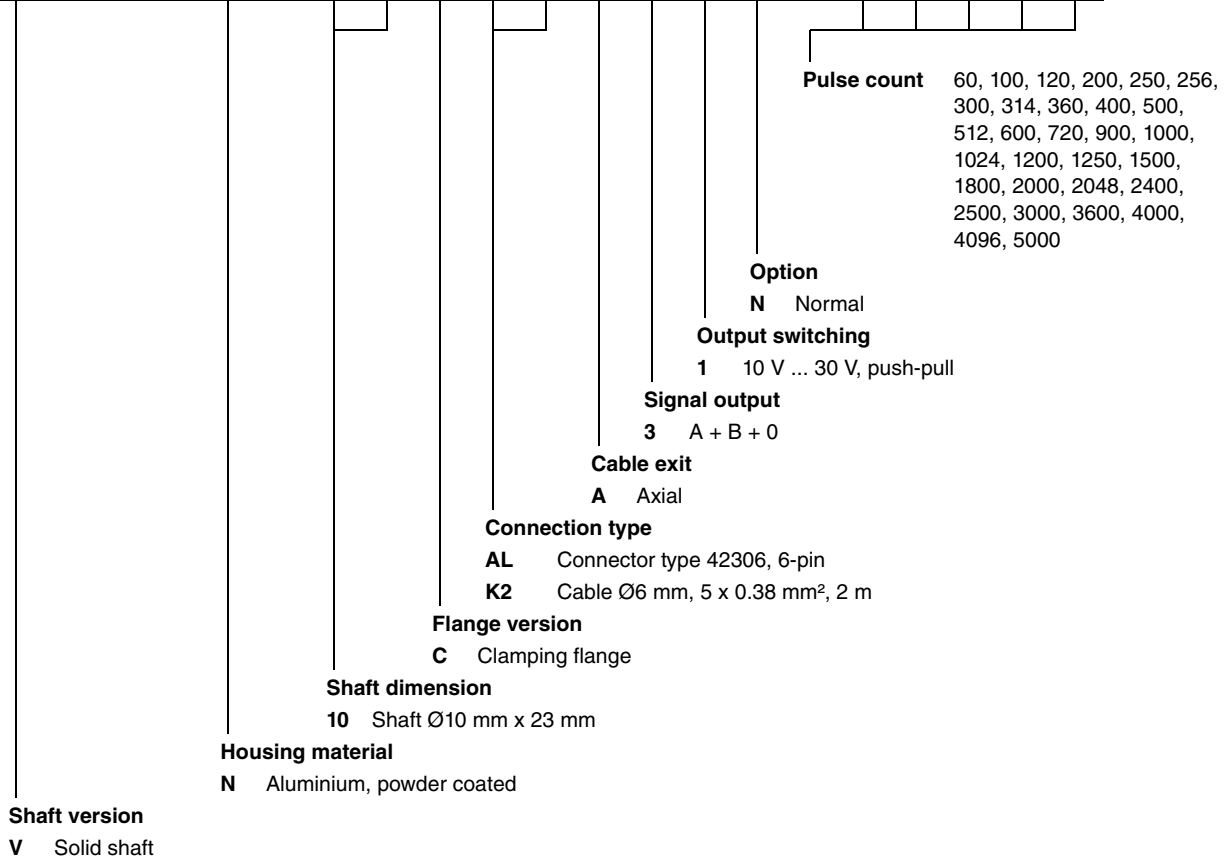 Pulse count 60, 100, 120, 200, 250, 256,
300, 314, 360, 400, 500,
512, 600, 720, 900, 1000,
1024, 1200, 1250, 1500,
1800, 2000, 2048, 2400,
2500, 3000, 3600, 4000,
4096, 5000
Option
N Normal
Output switching
1 10 V ... 30 V, push-pull
Signal output
3 A + B + 0
Cable exit
A Axial
Connection type
AL Connector type 42306, 6-pin
K2 Cable Ø6 mm, 5 x 0.38 mm², 2 m
Flange version
C Clamping flange
Shaft dimension
10 Shaft Ø10 mm x 23 mm
Housing material
N Aluminium, powder coated
Shaft version
V Solid shaft